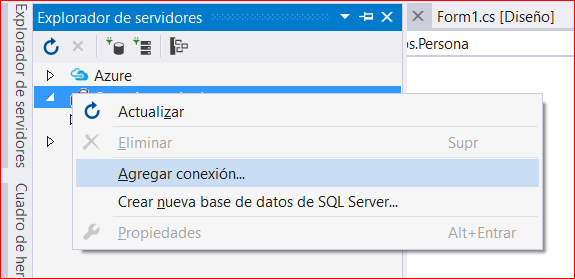 Explorador de servidores
Explorador de servidores
Cuadro de her
Form1.cs [Diseño]
os.Persona
Azure
Actualizar
Eliminar Supr
Agregar conexión...
Crear nueva base de datos de SQL Server...
Propiedades Alt+Entrar